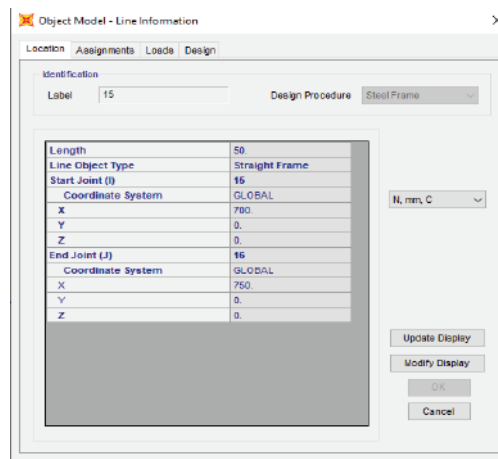 Object Model - Line Information
Location Assignments Loads Design
Identification
Label 15 Design Procedure Steel Frame
Length 50.
Line Object Type Straight Frame
Start Joint (I) 15
Coordinate System GLOBAL
X 700.
Y 0.
Z 0.
End Joint (J) 16
Coordinate System GLOBAL
X 750.
Y 0.
Z 0.
N, mm, C
Update Display
Modify Display
OK
Cancel